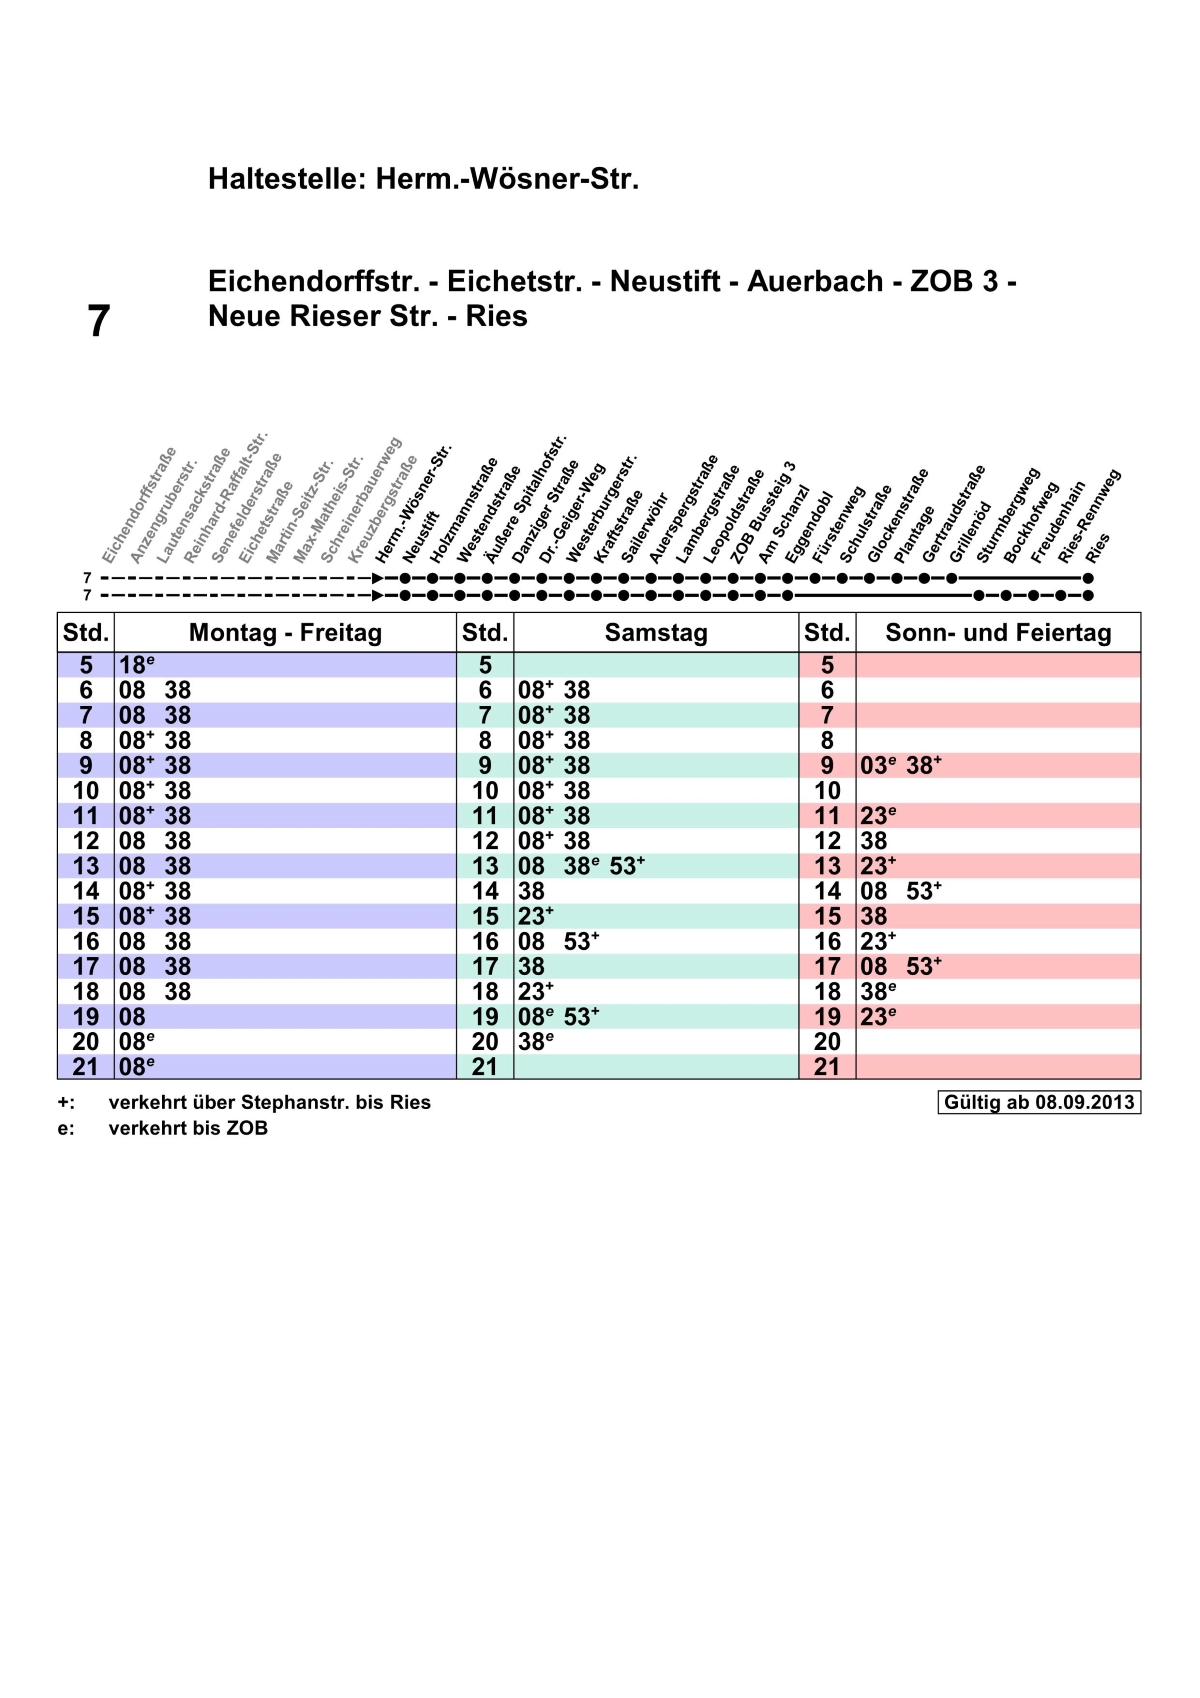 Haltestelle: Herm.-Wösner-Str.
Eichendorffstr. - Eichetstr. - Neustift - Auerbach - ZOB 3 -
7 Neue Rieser Str. - Ries
Eichendorffstraße
Anzengruberstr.
Lautensackstraße
Reinhard-Raffalt-Str.
Senefelderstraße
Eichetstraße
Martin-Seitz-Str.
Max-Matheis-Str.
Schreinerbauerweg
Kreuzbergstraße
Herm.-Wösner-Str.
Neustift
Holzmannstraße
Westendstraße
Äußere Spitalhofstr.
Danziger Straße
Dr.-Geiger-Weg
Westerburgerstr.
Kraftstraße
Sailerwöhr
Auerspergstraße
Lambergstraße
Leopoldstraße
ZOB Bussteig 3
Am Schanzl
Eggendobl
Fürstenweg
Schulstraße
Glockenstraße
Plantage
Gertraudstraße
Grillenöd
Sturmbergweg
Bockhofweg
Freudenhain
Ries-Rennweg
Ries
7
7
Std. Montag - Freitag Std. Samstag Std. Sonn- und Feiertag
5 18e 5 5
6 08 38 6 08+ 38 6
7 08 38 7 08+ 38 7
8 08+ 38 8 08+ 38 8
9 08+ 38 9 08+ 38 9 03e 38+
10 08+ 38 10 08+ 38 10
11 08+ 38 11 08+ 38 11 23e
12 08 38 12 08+ 38 12 38
13 08 38 13 08 38e 53+ 13 23+
14 08+ 38 14 38 14 08 53+
15 08+ 38 15 23+ 15 38
16 08 38 16 08 53+ 16 23+
17 08 38 17 38 17 08 53+
18 08 38 18 23+ 18 38e
19 08 19 08e 53+ 19 23e
20 08e 20 38e 20
21 08e 21 21
+: verkehrt über Stephanstr. bis Ries Gültig ab 08.09.2013
e: verkehrt bis ZOB